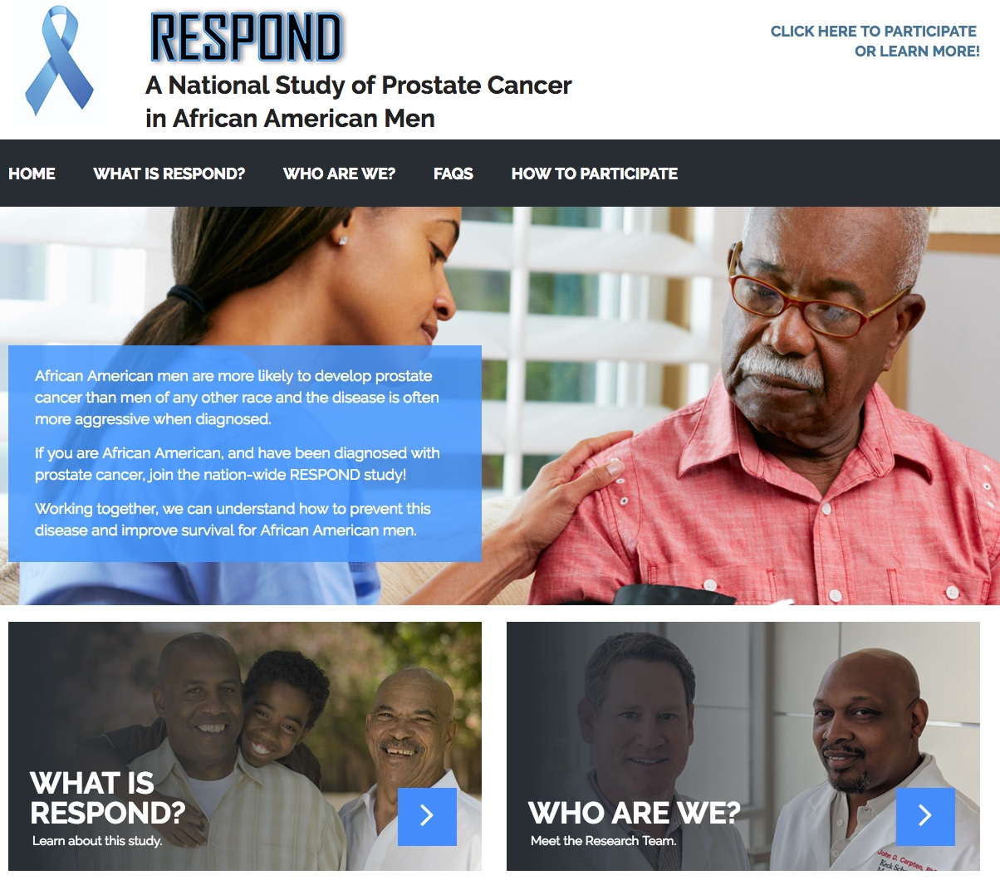 RESPOND
A National Study of Prostate Cancer
in African American Men
CLICK HERE TO PARTICIPATE
OR LEARN MORE!
HOME WHAT IS RESPOND? WHO ARE WE? FAQS HOW TO PARTICIPATE
African American men are more likely to develop prostate
cancer than men of any other race and the disease is often
more aggressive when diagnosed.
If you are African American, and have been diagnosed with
prostate cancer, join the nation-wide RESPOND study!
Working together, we can understand how to prevent this
disease and improve survival for African American men.
WHAT IS
RESPOND?
Learn about this study.
WHO ARE WE?
Meet the Research Team.
John D. Carpten, Ph
Keck Sch